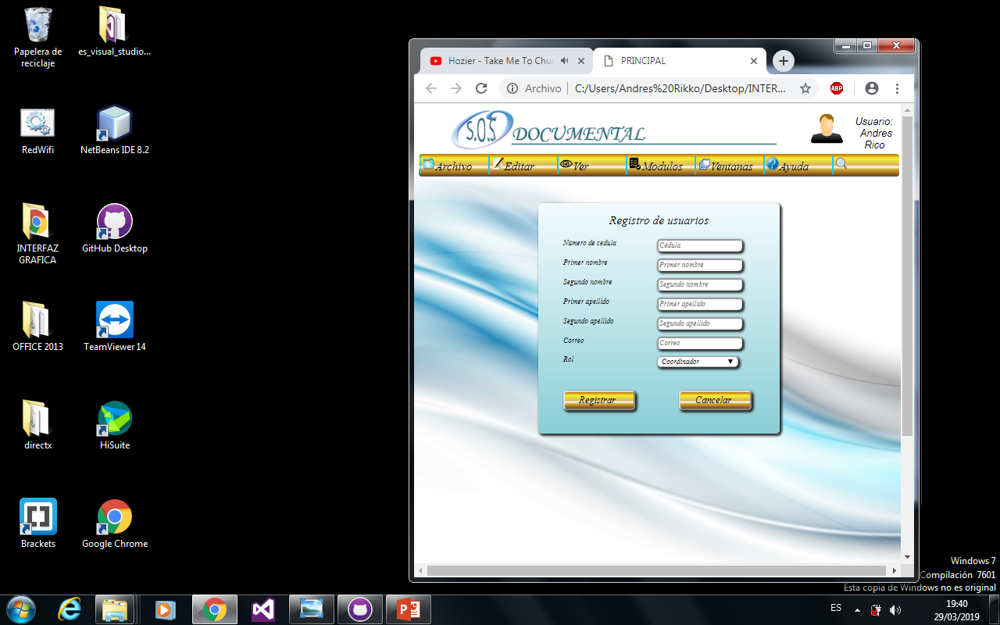 Papelera de reciclaje
es_visual_studio...
RedWifi
NetBeans IDE 8.2
INTERFAZ GRAFICA
GitHub Desktop
OFFICE 2013
TeamViewer 14
directx
HiSuite
Brackets
Google Chrome
Hozier - Take Me To Chur
PRINCIPAL
Archivo
C:/Users/Andres%20Rikko/Desktop/INTER...
ABP
S.O.S DOCUMENTAL
Usuario:
Andres
Rico
Archivo Editar Ver Modulos Ventanas Ayuda
Registro de usuarios
Número de cedula Cédula
Primer nombre Primer nombre
Segundo nombre Segundo nombre
Primer apellido Primer apellido
Segundo apellido Segundo apellido
Correo Correo
Rol Coordinador
Registrar Cancelar
Windows 7
Compilación 7601
Esta copia de Windows no es original
ES
19:40
29/03/2019